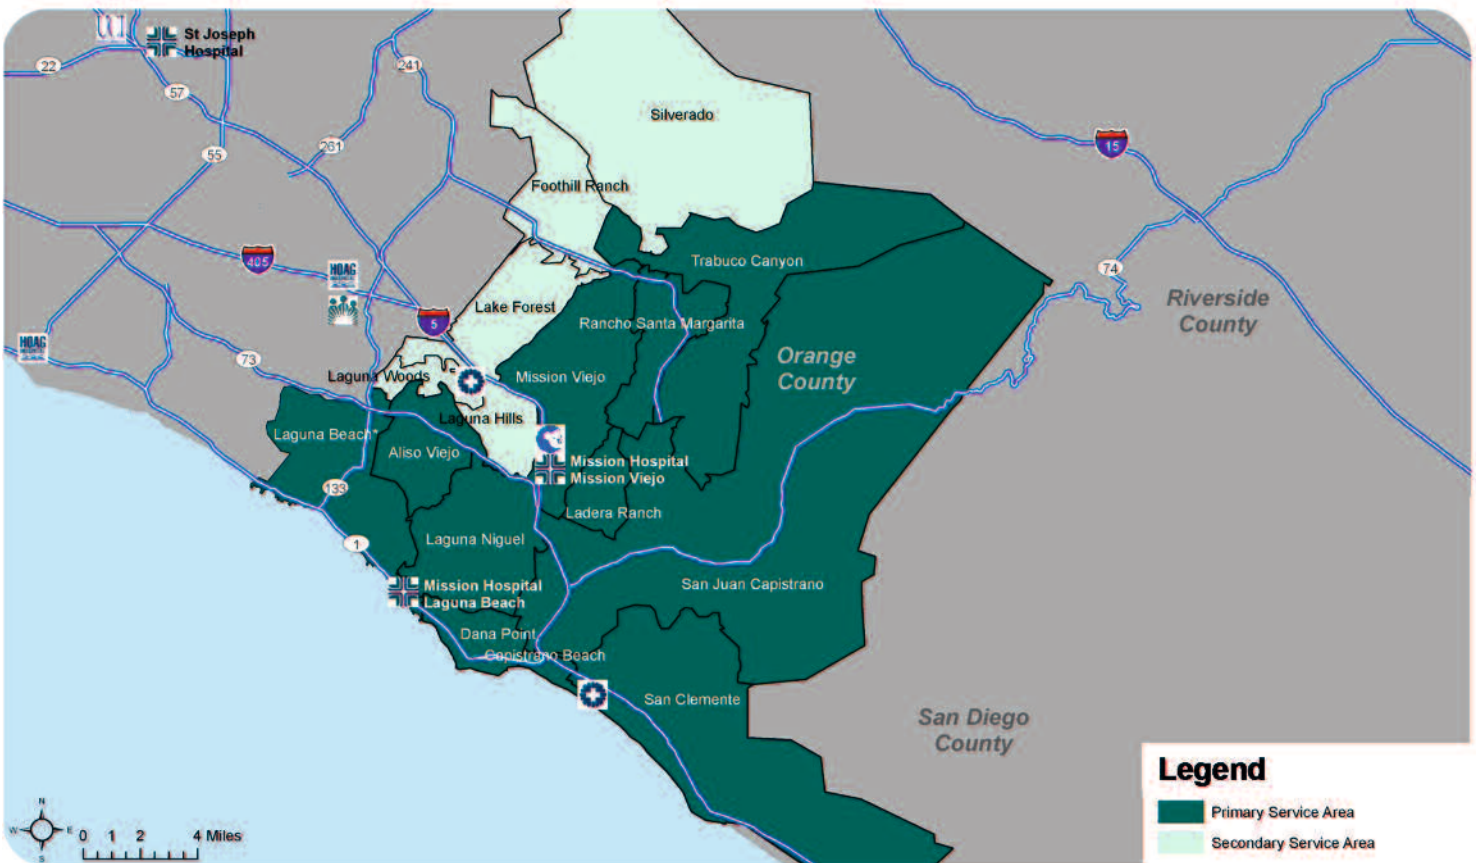 St Joseph
Hospital
22
57
241
261
55
Silverado
15
Foothill Ranch
405
HOAG
Trabuco Canyon
74
Riverside
County
Lake Forest
5
Rancho Santa Margarita
HOAG
73
Orange
County
Laguna Woods
Mission Viejo
Laguna Hills
Laguna Beach*
Aliso Viejo
Mission Hospital
Mission Viejo
133
Ladera Ranch
1
Laguna Niguel
Mission Hospital
Laguna Beach
San Juan Capistrano
Dana Point
Capistrano Beach
San Clemente
San Diego
County
Legend
Primary Service Area
Secondary Service Area
N
W E
S
0 1 2 4 Miles